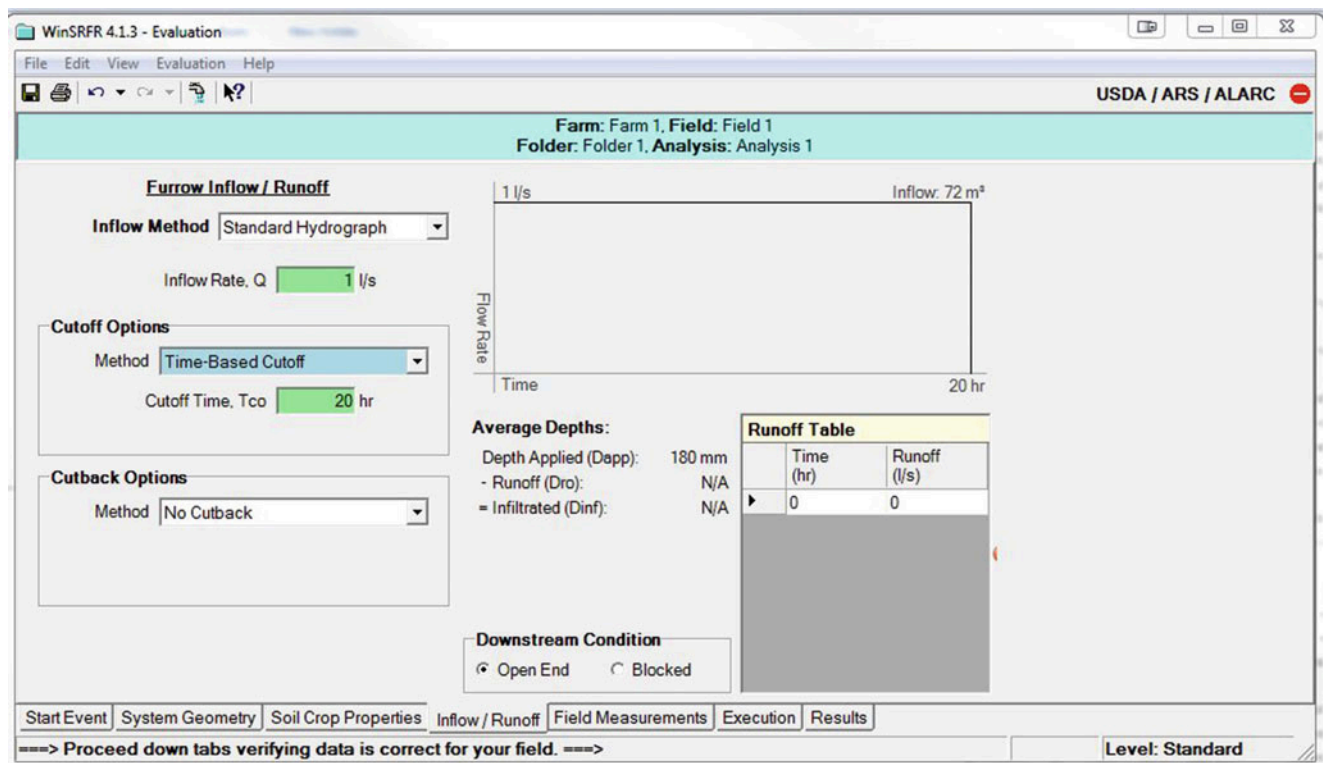 WinSRFR 4.1.3 - Evaluation
File Edit View Evaluation Help
USDA / ARS / ALARC
Farm: Farm 1, Field: Field 1
Folder: Folder 1, Analysis: Analysis 1
Furrow Inflow / Runoff
Inflow Method Standard Hydrograph
Inflow Rate, Q 1 l/s
Cutoff Options
Method Time-Based Cutoff
Cutoff Time, Tco 20 hr
Cutback Options
Method No Cutback
1 l/s Inflow: 72 m³
Flow Rate
Time 20 hr
Average Depths:
Depth Applied (Dapp): 180 mm
- Runoff (Dro): N/A
= Infiltrated (Dinf): N/A
Runoff Table
Time Runoff
(hr) (l/s)
0 0
Downstream Condition
Open End Blocked
Start Event System Geometry Soil Crop Properties Inflow / Runoff Field Measurements Execution Results
===> Proceed down tabs verifying data is correct for your field. ===> Level: Standard